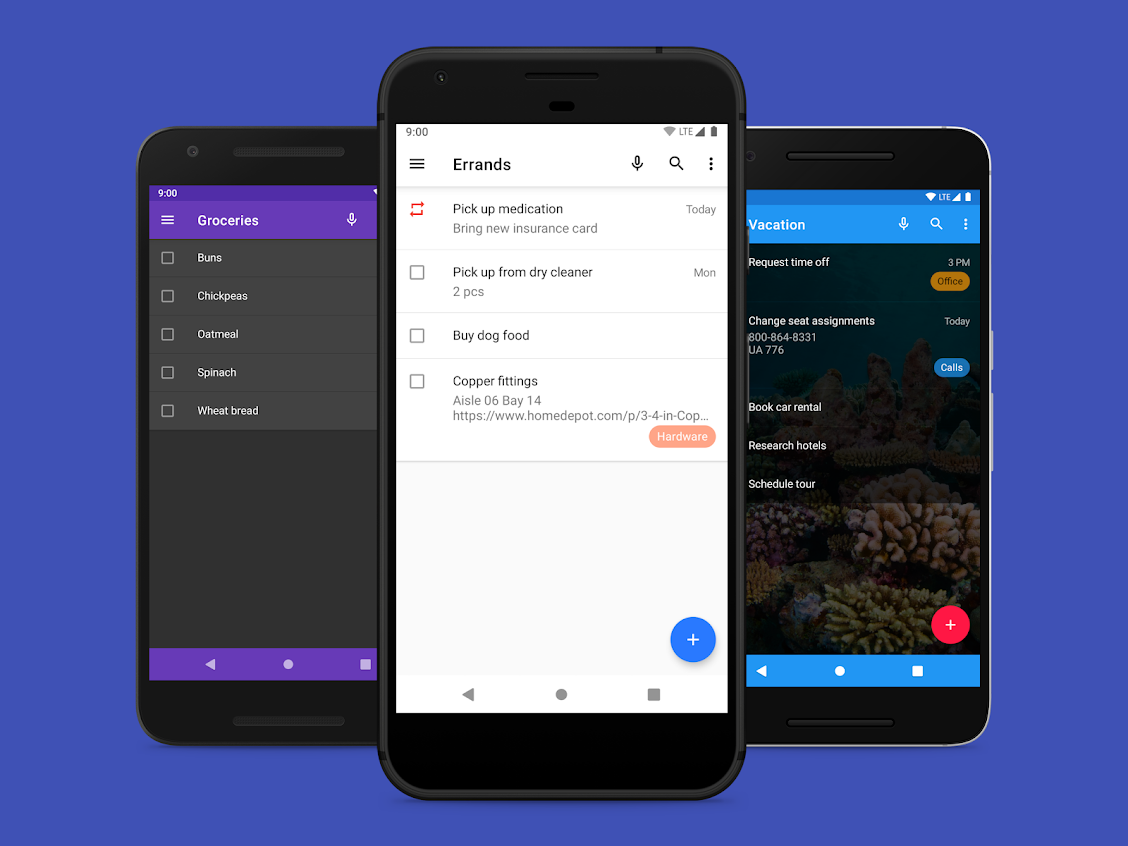 9:00
Groceries
Buns
Chickpeas
Oatmeal
Spinach
Wheat bread
9:00
LTE
Errands
Pick up medication
Today
Bring new insurance card
Pick up from dry cleaner
Mon
2 pcs
Buy dog food
Copper fittings
Aisle 06 Bay 14
https://www.homedepot.com/p/3-4-in-Cop...
Hardware
LTE
Vacation
Request time off
3 PM
Office
Change seat assignments
Today
800-864-8331
UA 776
Calls
Book car rental
Research hotels
Schedule tour